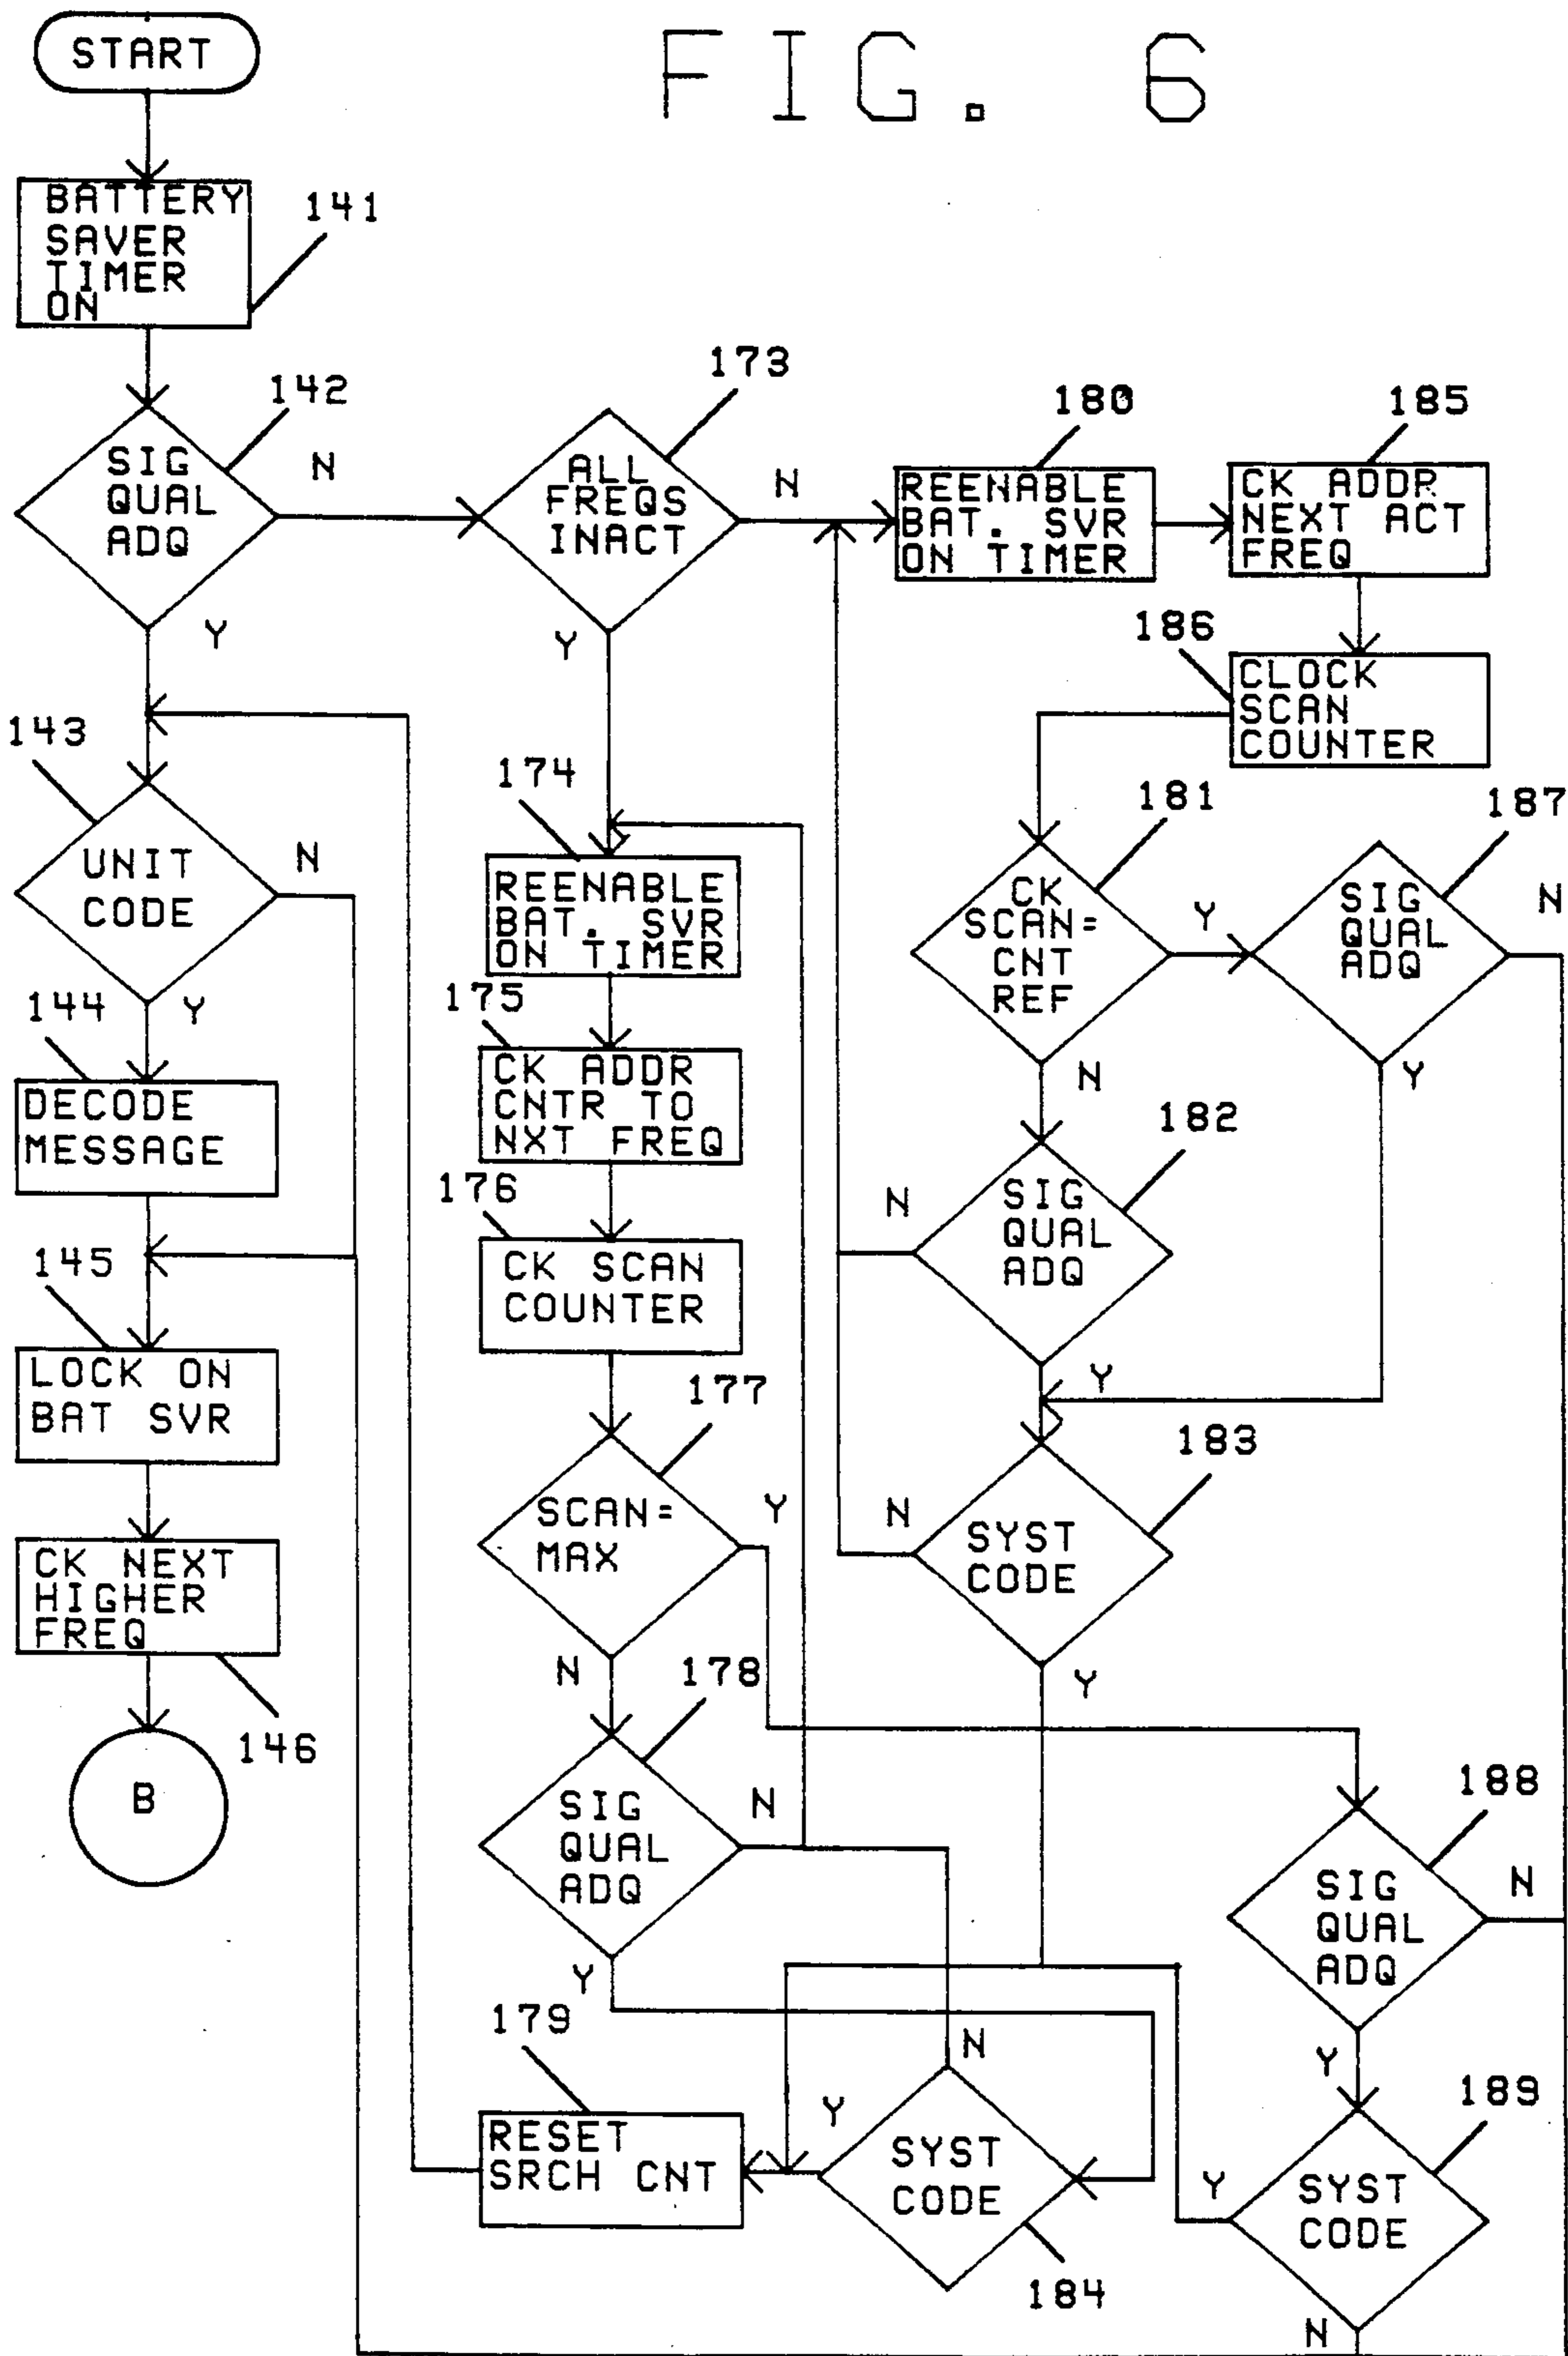 FIG. 6
START
BATTERY
SAVER
TIMER
ON
141
SIG
QUAL
ADQ
142
N
Y
ALL
FREQS
INACT
173
N
Y
REENABLE
BAT. SVR
ON TIMER
180
CK ADDR
NEXT ACT
FREQ
185
CLOCK
SCAN
COUNTER
186
143
UNIT
CODE
N
Y
144
DECODE
MESSAGE
145
LOCK ON
BAT SVR
CK NEXT
HIGHER
FREQ
146
B
174
REENABLE
BAT. SVR
ON TIMER
175
CK ADDR
CNTR TO
NXT FREQ
176
CK SCAN
COUNTER
177
SCAN=
MAX
Y
N
178
SIG
QUAL
ADQ
N
Y
179
RESET
SRCH CNT
181
CK
SCAN=
CNT
REF
Y
N
187
SIG
QUAL
ADQ
N
Y
182
SIG
QUAL
ADQ
N
Y
183
SYST
CODE
N
Y
188
SIG
QUAL
ADQ
N
Y
N
Y
SYST
CODE
184
189
SYST
CODE
Y
N